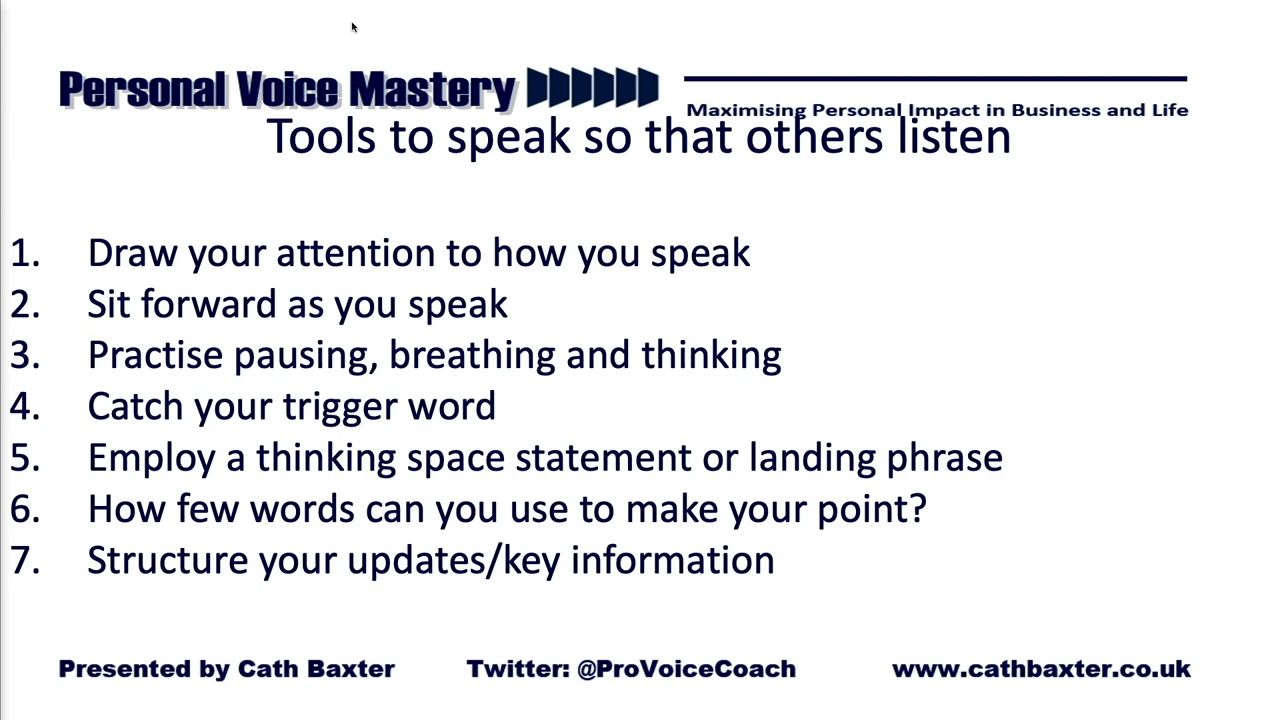 Personal Voice Mastery
Maximising Personal Impact in Business and Life
Tools to speak so that others listen
1. Draw your attention to how you speak
2. Sit forward as you speak
3. Practise pausing, breathing and thinking
4. Catch your trigger word
5. Employ a thinking space statement or landing phrase
6. How few words can you use to make your point?
7. Structure your updates/key information
Presented by Cath Baxter Twitter: @ProVoiceCoach www.cathbaxter.co.uk